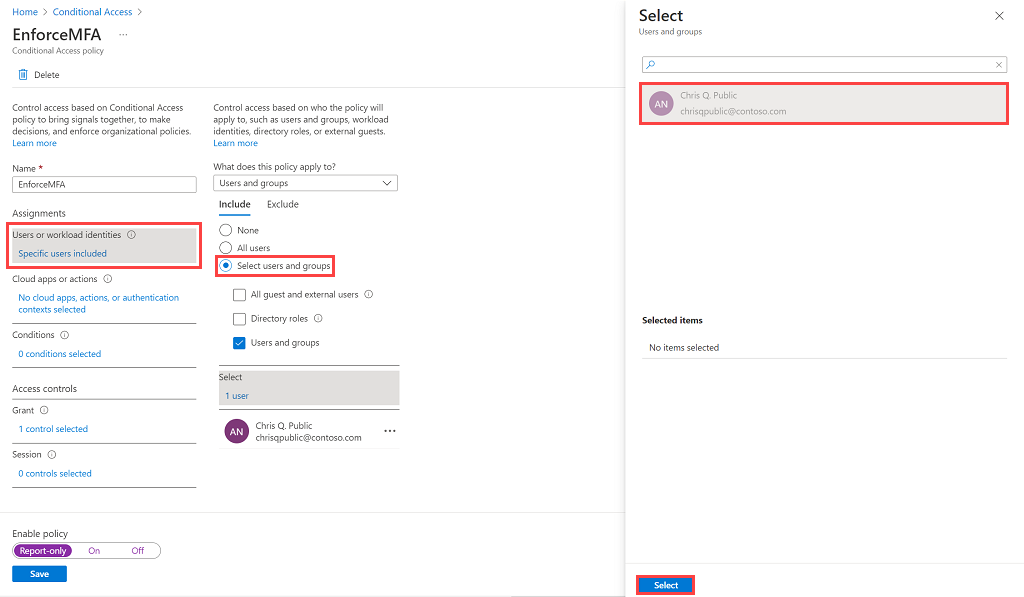 Home > Conditional Access >
EnforceMFA ...
Conditional Access policy
Delete
Control access based on Conditional Access
policy to bring signals together, to make
decisions, and enforce organizational policies.
Learn more
Name *
EnforceMFA
Assignments
Users or workload identities
Specific users included
Cloud apps or actions
No cloud apps, actions, or authentication
contexts selected
Conditions
0 conditions selected
Access controls
Grant
1 control selected
Session
0 controls selected
Enable policy
Report-only On Off
Save
Control access based on who the policy will
apply to, such as users and groups, workload
identities, directory roles, or external guests.
Learn more
What does this policy apply to?
Users and groups
Include Exclude
None
All users
Select users and groups
All guest and external users
Directory roles
Users and groups
Select
1 user
AN
Chris Q. Public
chrisqpublic@contoso.com
Select
Users and groups
AN
Chris Q. Public
chrisqpublic@contoso.com
Selected items
No items selected
Select